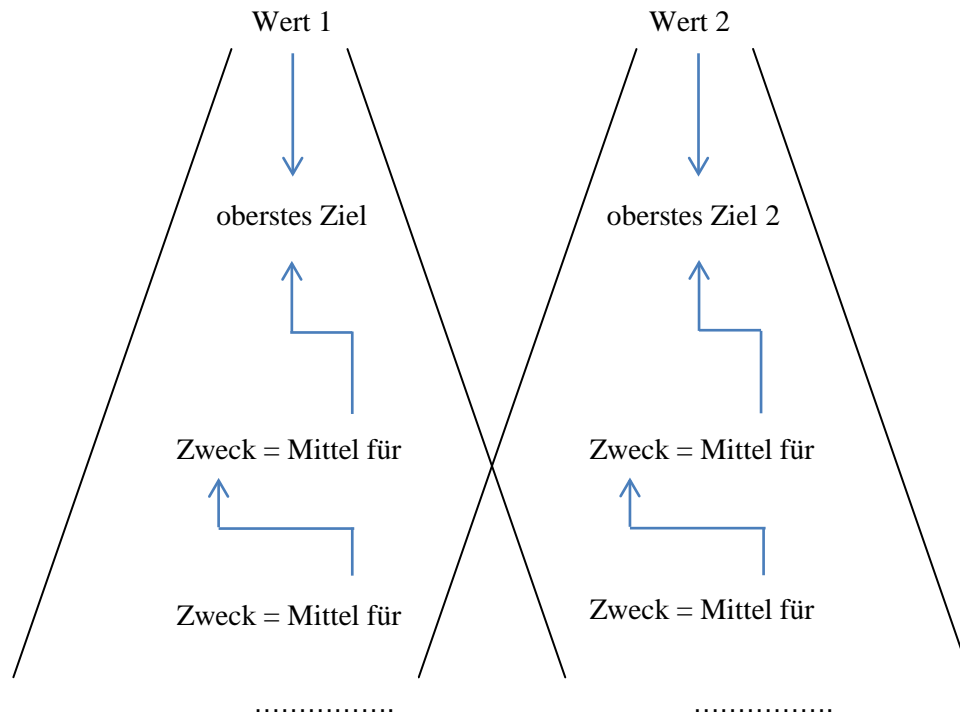 Wert 1 Wert 2
oberstes Ziel oberstes Ziel 2
Zweck = Mittel für Zweck = Mittel für
Zweck = Mittel für Zweck = Mittel für
……………. …………….